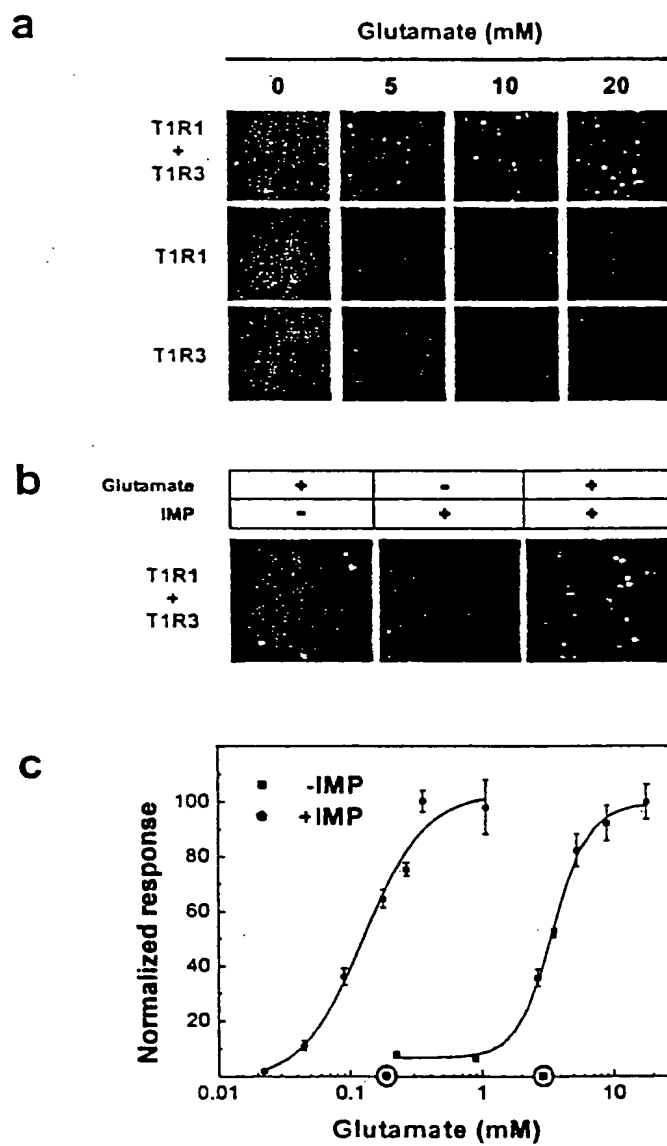 a
Glutamate (mM)
0 5 10 20
T1R1
+
T1R3
T1R1
T1R3
b
Glutamate + - +
IMP - + +
T1R1
+
T1R3
c
-IMP
+IMP
100
80
60
40
20
Normalized response
0.01 0.1 1 10
Glutamate (mM)